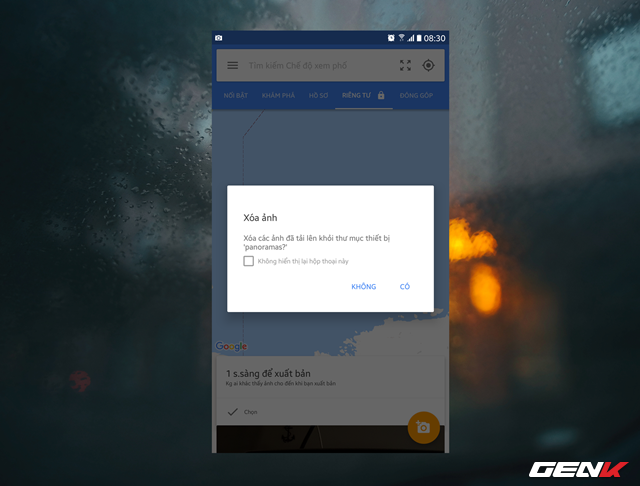 08:30
Tìm kiếm Chế độ xem phố
NỔI BẬT KHÁM PHÁ HỒ SƠ RIÊNG TƯ ĐÓNG GÓP
Xóa ảnh
Xóa các ảnh đã tải lên khỏi thư mục thiết bị
'panoramas?'
Không hiển thị lại hộp thoại này
KHÔNG CÓ
Google
1 s.sàng để xuất bản
Kg ai khác thấy ảnh cho đến khi bạn xuất bản
Chọn
GENK